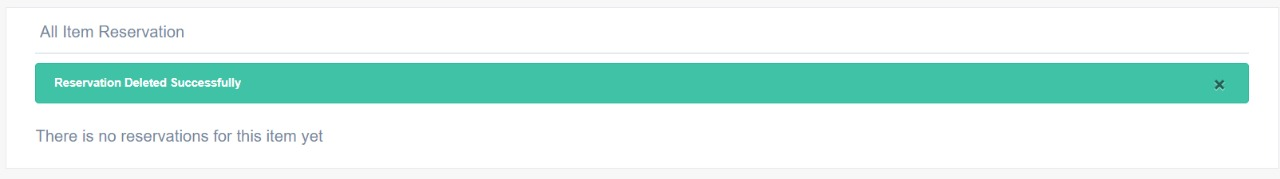 All Item Reservation
Reservation Deleted Successfully
There is no reservations for this item yet